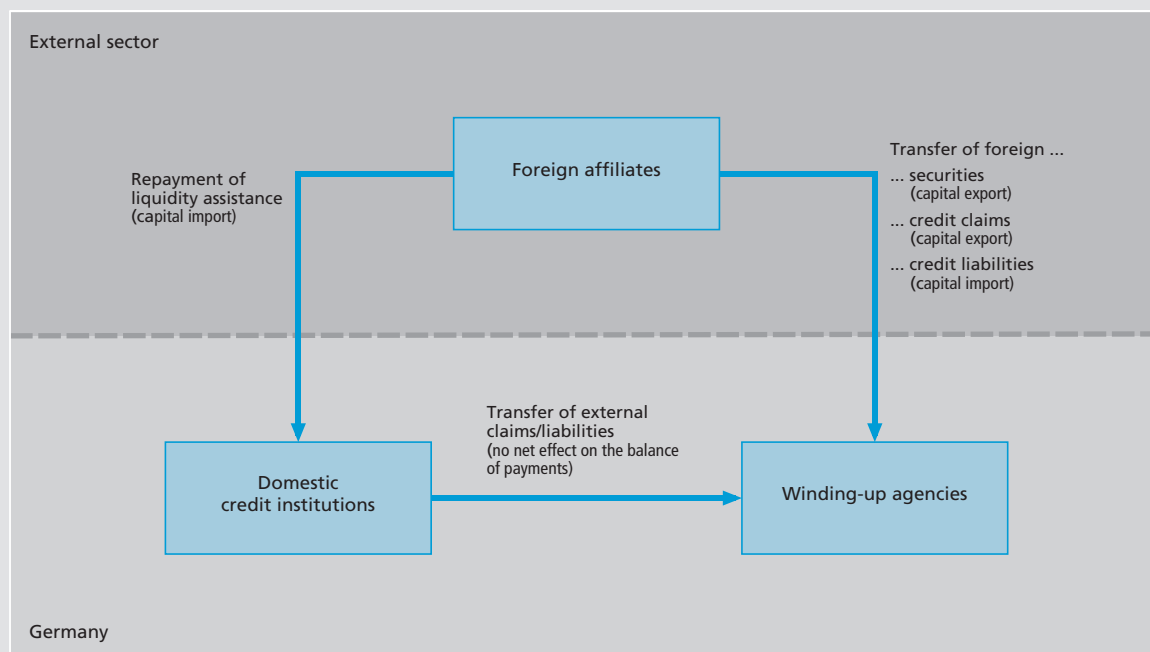 External sector
Foreign affiliates
Repayment of
liquidity assistance
(capital import)
Transfer of foreign ...
... securities
(capital export)
... credit claims
(capital export)
... credit liabilities
(capital import)
Transfer of external
claims/liabilities
(no net effect on the balance
of payments)
Domestic
credit institutions
Winding-up agencies
Germany